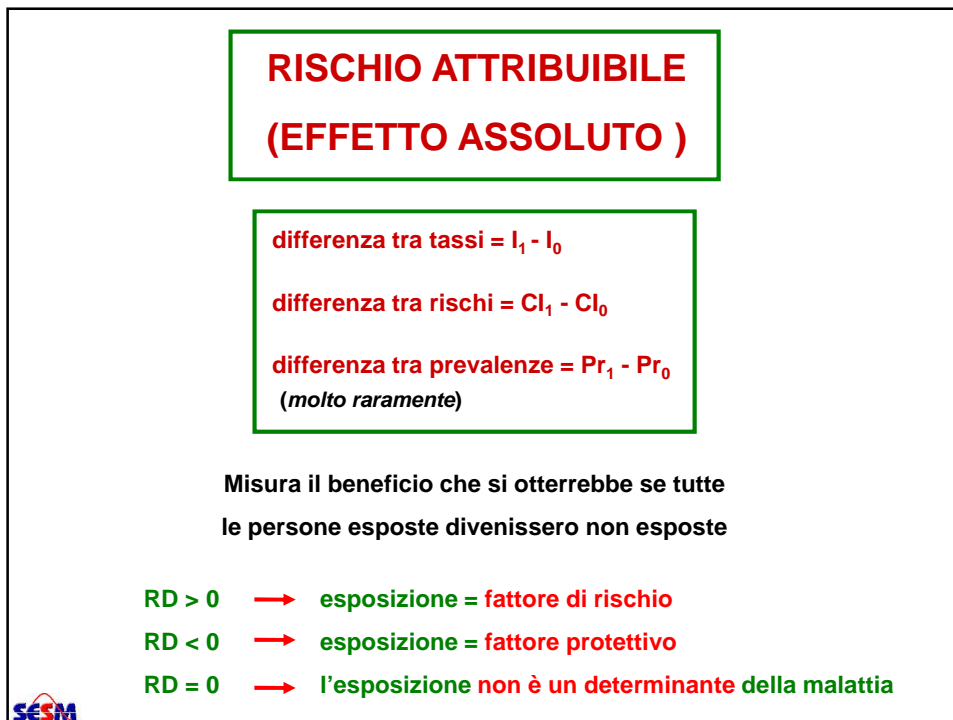 RISCHIO ATTRIBUIBILE
(EFFETTO ASSOLUTO )
differenza tra tassi = I₁ - I₀
differenza tra rischi = CI₁ - CI₀
differenza tra prevalenze = Pr₁ - Pr₀
(molto raramente)
Misura il beneficio che si otterrebbe se tutte
le persone esposte divenissero non esposte
RD > 0 → esposizione = fattore di rischio
RD < 0 → esposizione = fattore protettivo
RD = 0 → l’esposizione non è un determinante della malattia
SESM